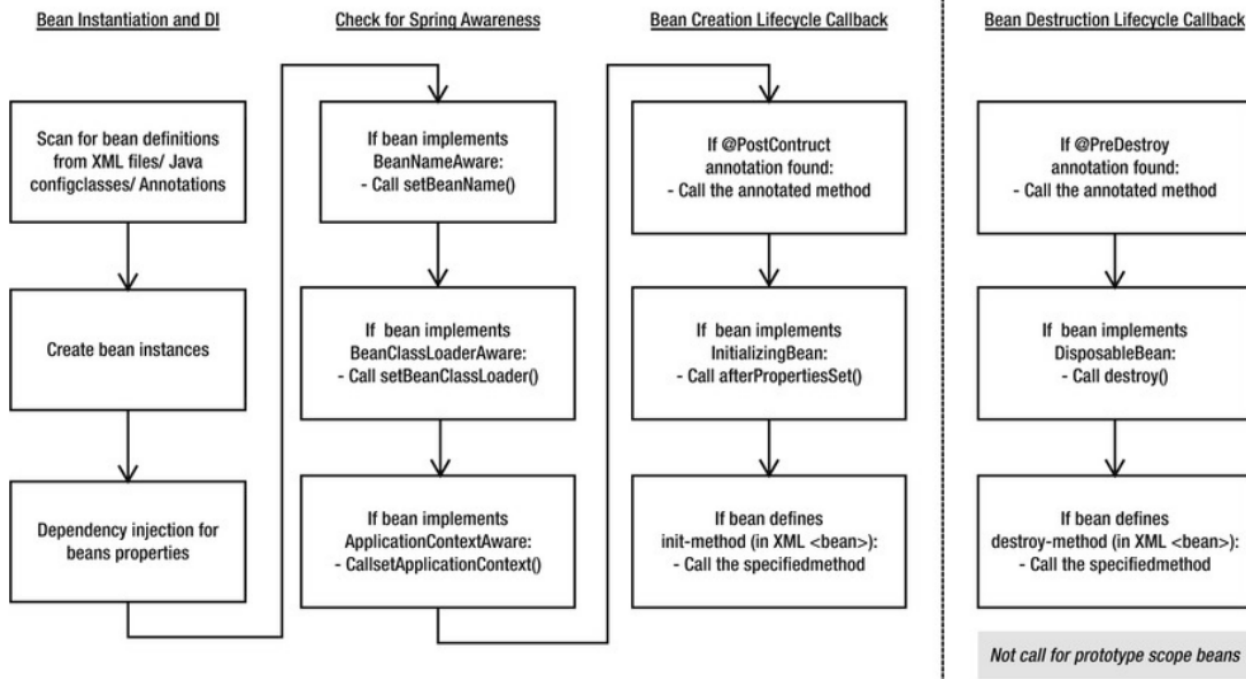 Bean Instantiation and DI
Scan for bean definitions
from XML files/ Java
configclasses/ Annotations
Create bean instances
Dependency injection for
beans properties
Check for Spring Awareness
If bean implements
BeanNameAware:
- Call setBeanName()
If bean implements
BeanClassLoaderAware:
- Call setBeanClassLoader()
If bean implements
ApplicationContextAware:
- CallsetApplicationContext()
Bean Creation Lifecycle Callback
If @PostContruct
annotation found:
- Call the annotated method
If bean implements
InitializingBean:
- Call afterPropertiesSet()
If bean defines
init-method (in XML <bean>):
- Call the specifiedmethod
Bean Destruction Lifecycle Callback
If @PreDestroy
annotation found:
- Call the annotated method
If bean implements
DisposableBean:
- Call destroy()
If bean defines
destroy-method (in XML <bean>):
- Call the specifiedmethod
Not call for prototype scope beans